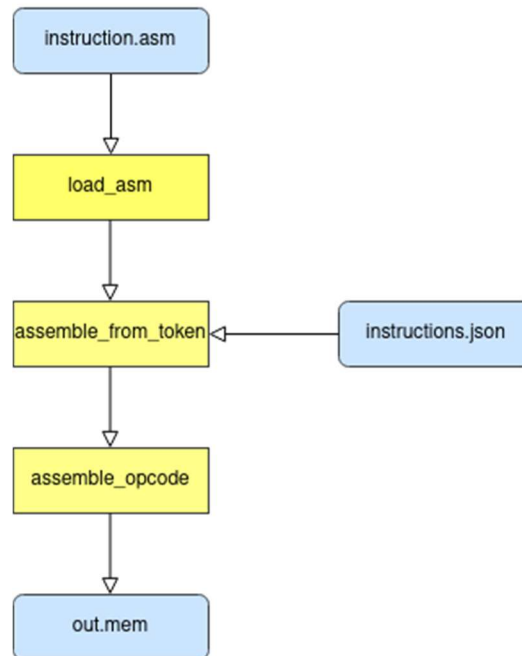 instruction.asm
load_asm
assemble_from_token
instructions.json
assemble_opcode
out.mem